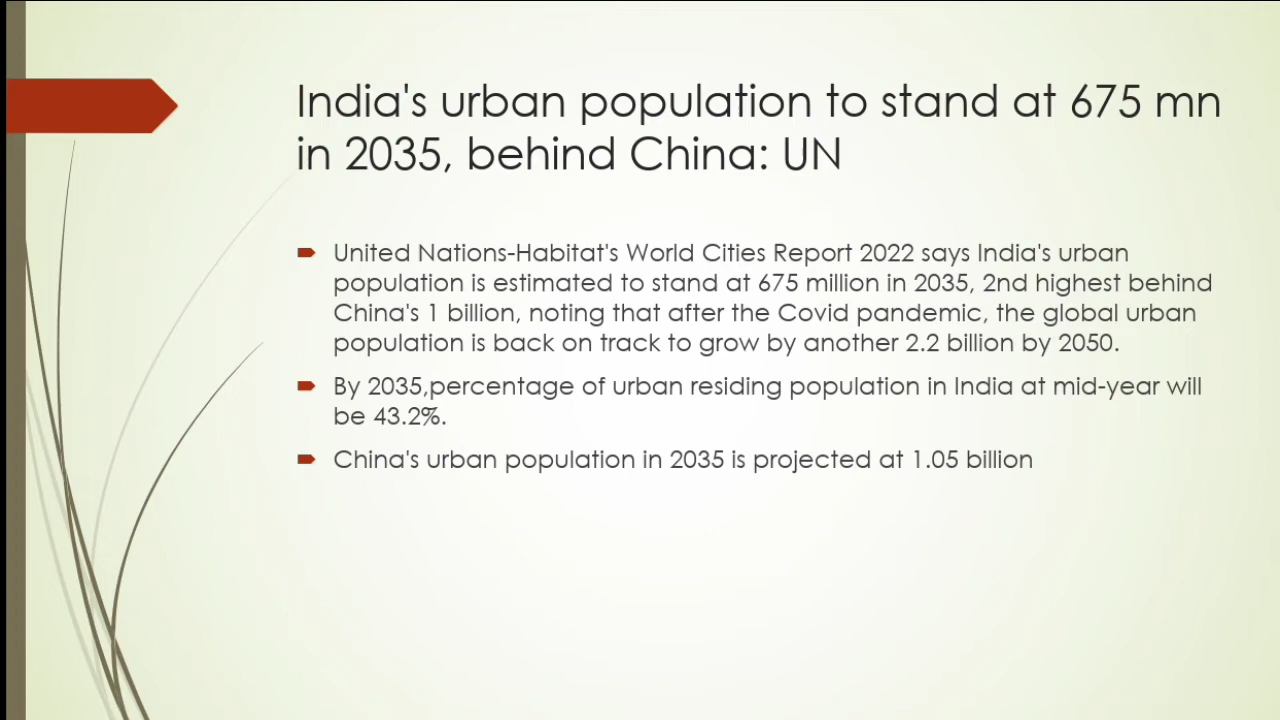 India's urban population to stand at 675 mn
in 2035, behind China: UN
United Nations-Habitat's World Cities Report 2022 says India's urban
population is estimated to stand at 675 million in 2035, 2nd highest behind
China's 1 billion, noting that after the Covid pandemic, the global urban
population is back on track to grow by another 2.2 billion by 2050.
By 2035,percentage of urban residing population in India at mid-year will
be 43.2%.
China's urban population in 2035 is projected at 1.05 billion